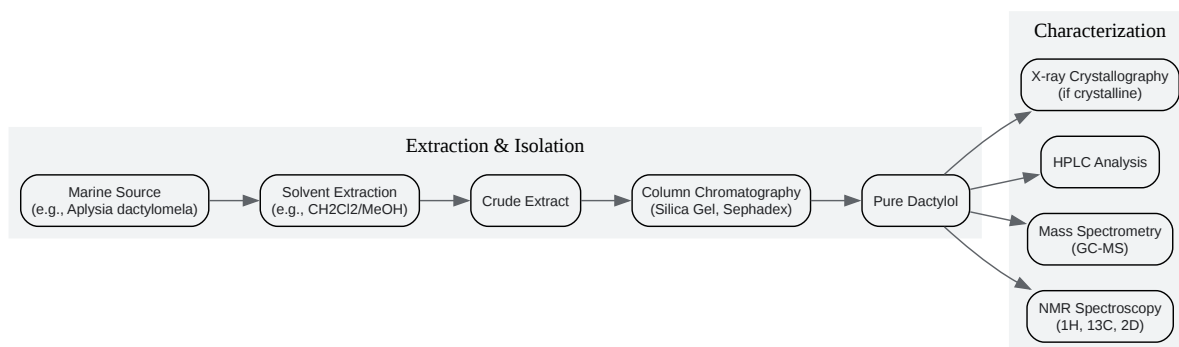 Extraction & Isolation
Marine Source
(e.g., Aplysia dactylomela)
Solvent Extraction
(e.g., CH2Cl2/MeOH)
Crude Extract
Column Chromatography
(Silica Gel, Sephadex)
Pure Dactylol
Characterization
X-ray Crystallography
(if crystalline)
HPLC Analysis
Mass Spectrometry
(GC-MS)
NMR Spectroscopy
(1H, 13C, 2D)